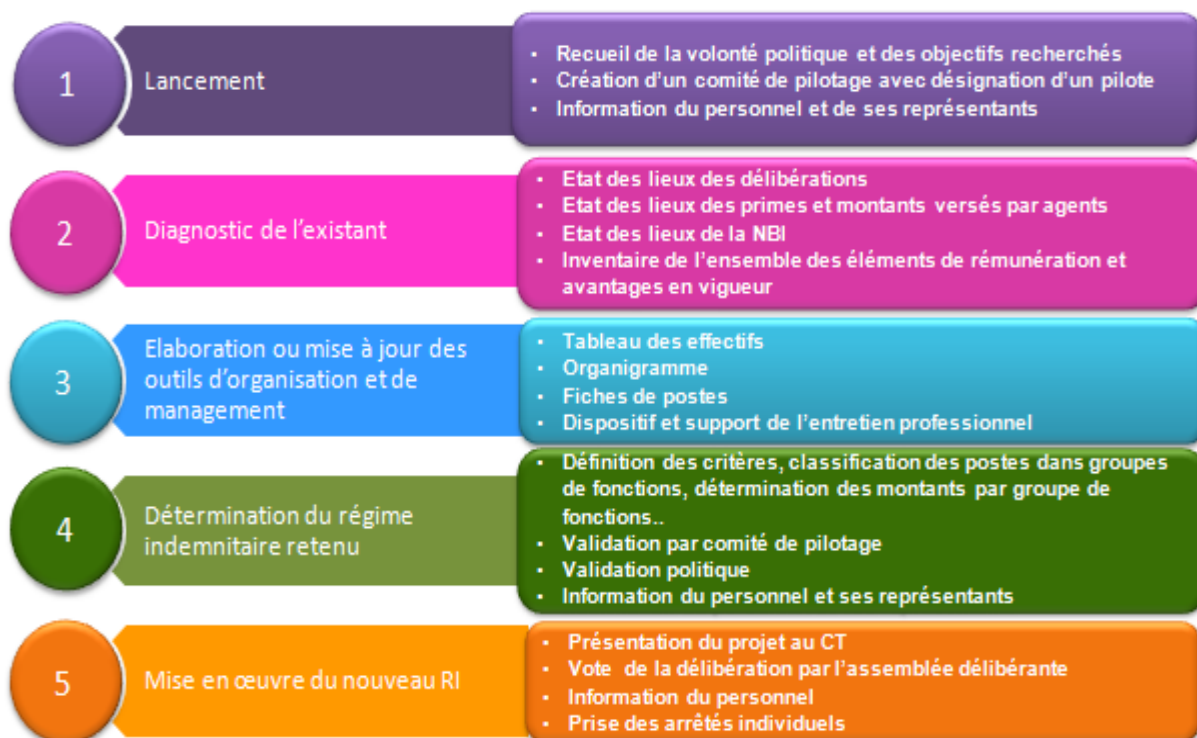 1
Lancement
• Recueil de la volonté politique et des objectifs recherchés
• Création d'un comité de pilotage avec désignation d'un pilote
• Information du personnel et de ses représentants
2
Diagnostic de l'existant
• Etat des lieux des délibérations
• Etat des lieux des primes et montants versés par agents
• Etat des lieux de la NBI
• Inventaire de l'ensemble des éléments de rémunération et
avantages en vigueur
3
Elaboration ou mise à jour des
outils d'organisation et de
management
• Tableau des effectifs
• Organigramme
• Fiches de postes
• Dispositif et support de l'entretien professionnel
4
Détermination du régime
indemnitaire retenu
• Définition des critères, classification des postes dans groupes
de fonctions, détermination des montants par groupe de
fonctions..
• Validation par comité de pilotage
• Validation politique
• Information du personnel et ses représentants
5
Mise en œuvre du nouveau RI
• Présentation du projet au CT
• Vote de la délibération par l'assemblée délibérante
• Information du personnel
• Prise des arrêtés individuels